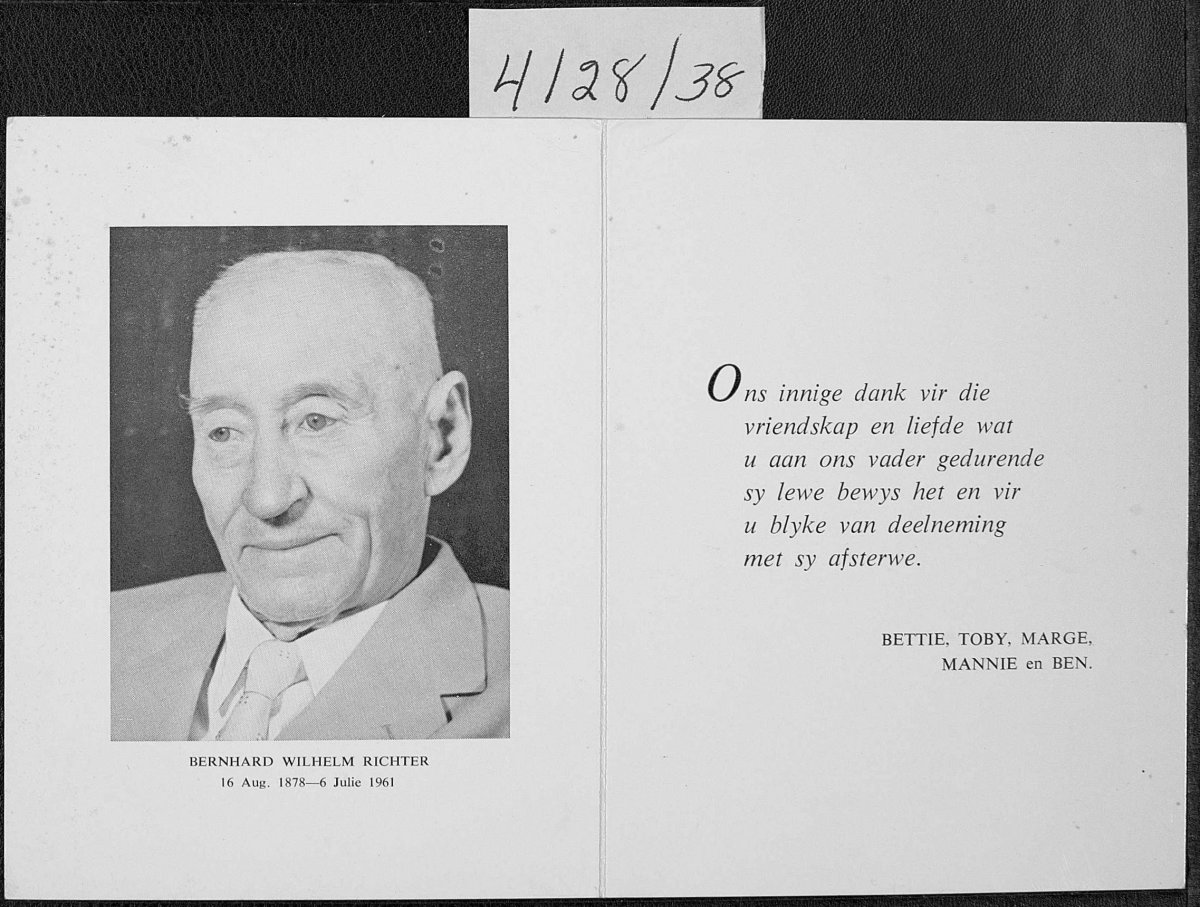 4/28/38
BERNHARD WILHELM RICHTER
16 Aug. 1878—6 Julie 1961
Ons innige dank vir die
vriendskap en liefde wat
u aan ons vader gedurende
sy lewe bewys het en vir
u blyke van deelneming
met sy afsterwe.
BETTIE, TOBY, MARGE,
MANNIE en BEN.